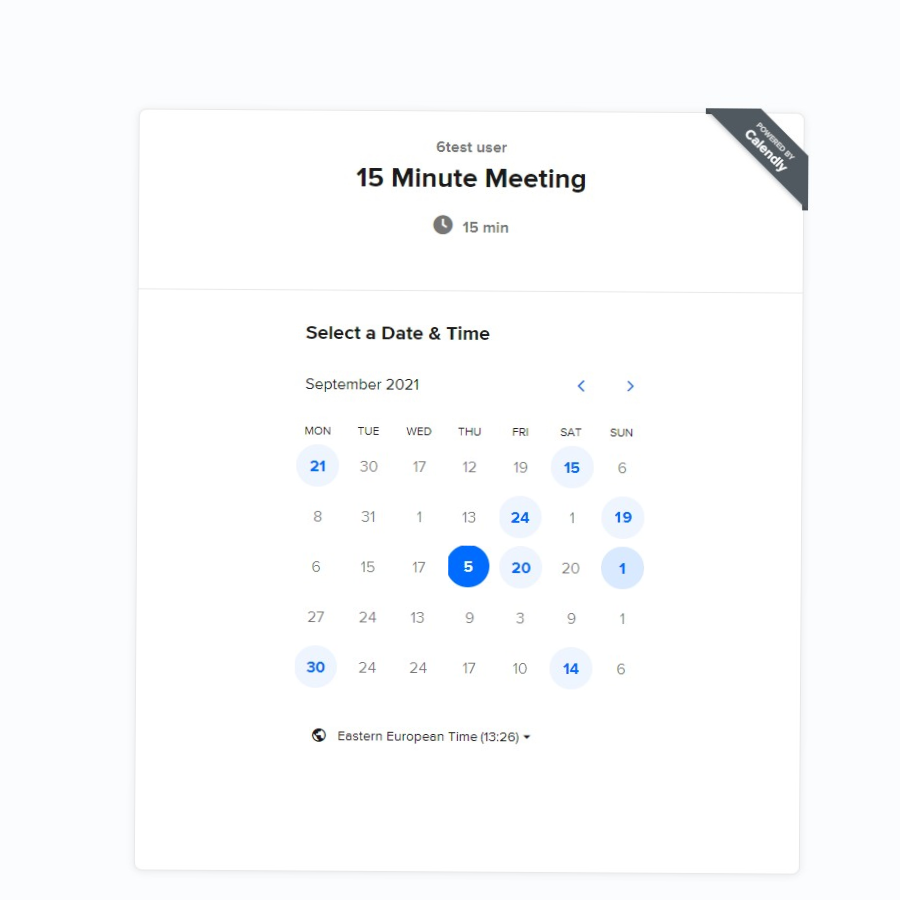 POWERED BY
Calendly
6test user
15 Minute Meeting
15 min
Select a Date & Time
September 2021
MON TUE WED THU FRI SAT SUN
21 30 17 12 19 15 6
8 31 1 13 24 1 19
6 15 17 5 20 20 1
27 24 13 9 3 9 1
30 24 24 17 10 14 6
Eastern European Time (13:26)